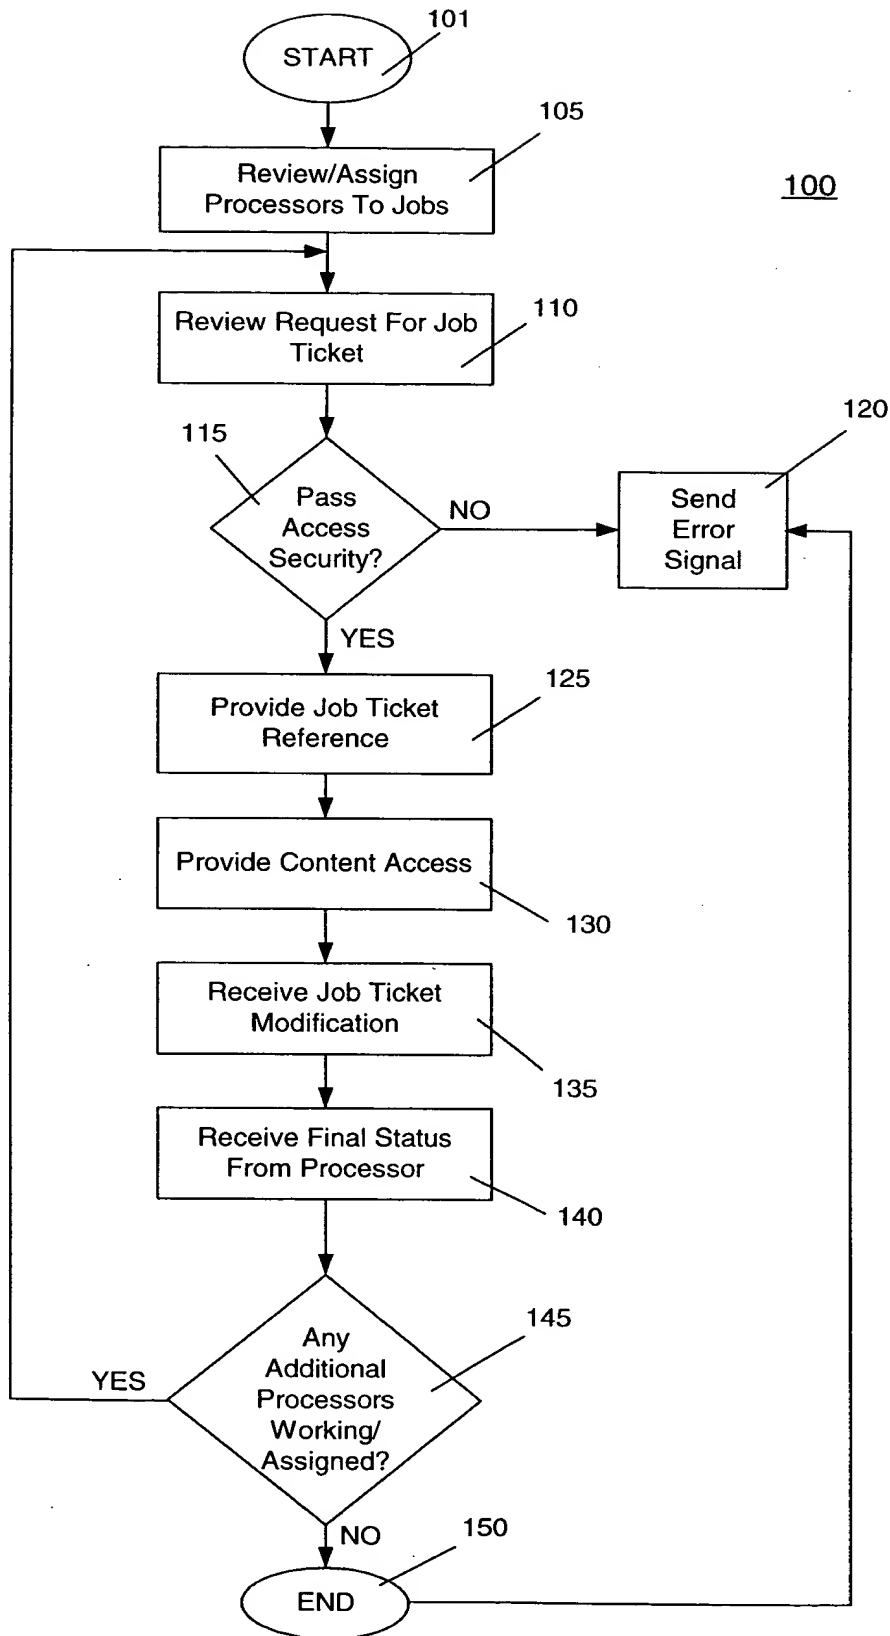 101
START
105
Review/Assign
Processors To Jobs
100
Review Request For Job
Ticket
110
115
120
Pass
Access
Security?
NO
Send
Error
Signal
YES
125
Provide Job Ticket
Reference
Provide Content Access
130
Receive Job Ticket
Modification
135
Receive Final Status
From Processor
140
145
Any
Additional
Processors
Working/
Assigned?
YES
NO
150
END